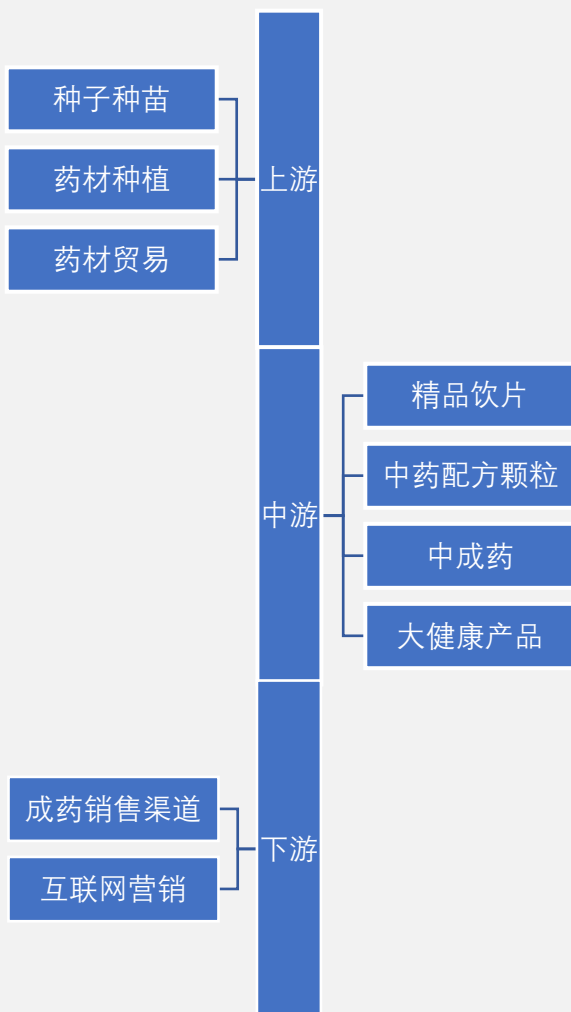 上游
种子种苗
药材种植
药材贸易
中游
精品饮片
中药配方颗粒
中成药
大健康产品
下游
成药销售渠道
互联网营销